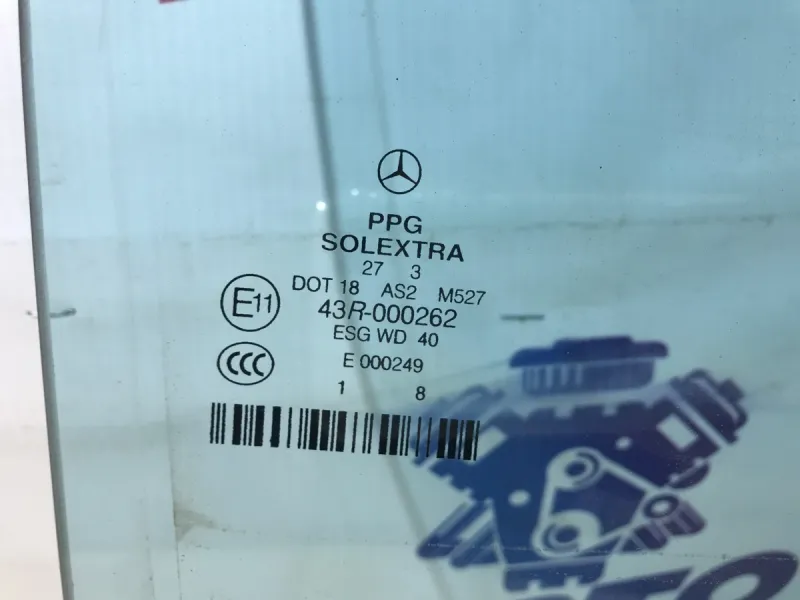 PPG
SOLEXTRA
27 3
DOT 18 AS2 M527
E11 43R-000262
ESG WD 40
CCC E 000249
1 8